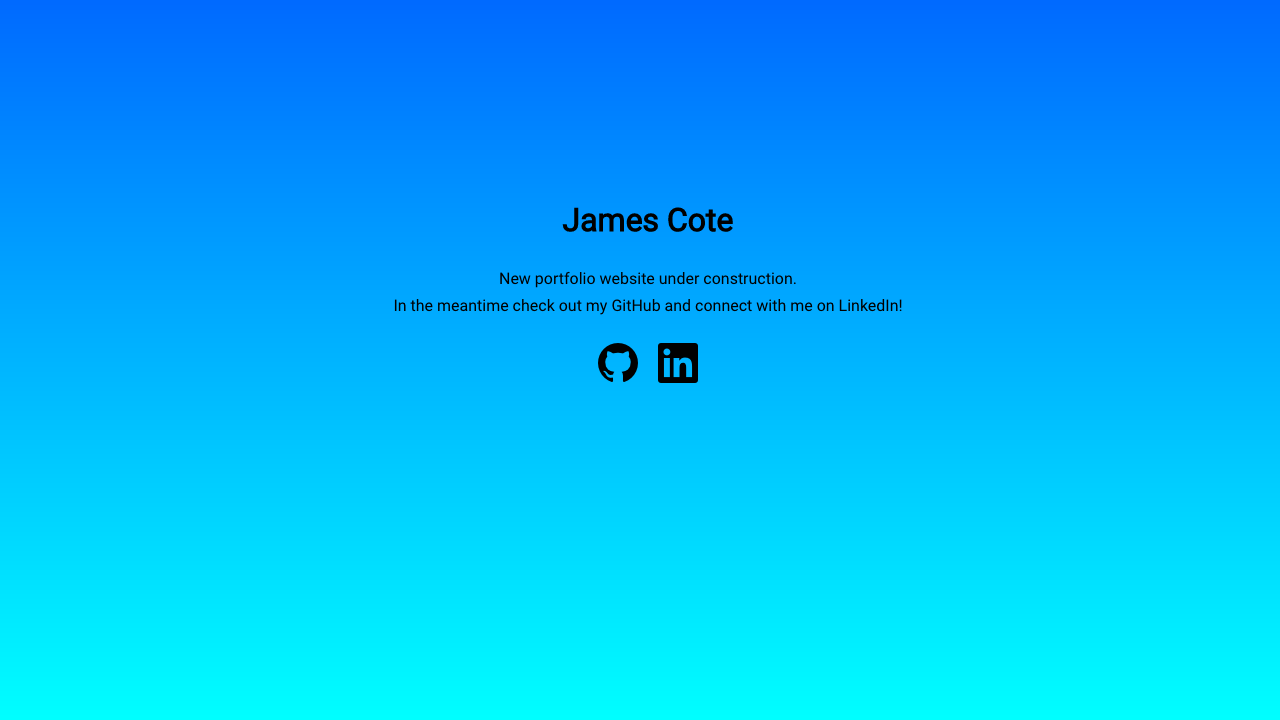 James Cote
New portfolio website under construction.
In the meantime check out my GitHub and connect with me on LinkedIn!
in